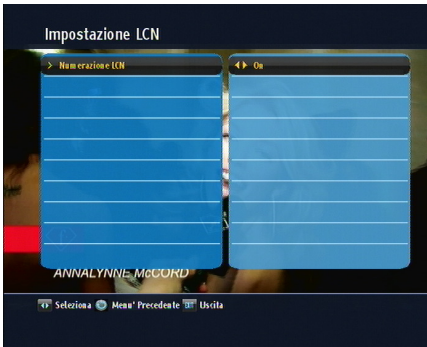 Impostazione LCN
> Numerazione LCN
On
ANNALYNNE McCORD
Seleziona Menu' Precedente Uscita